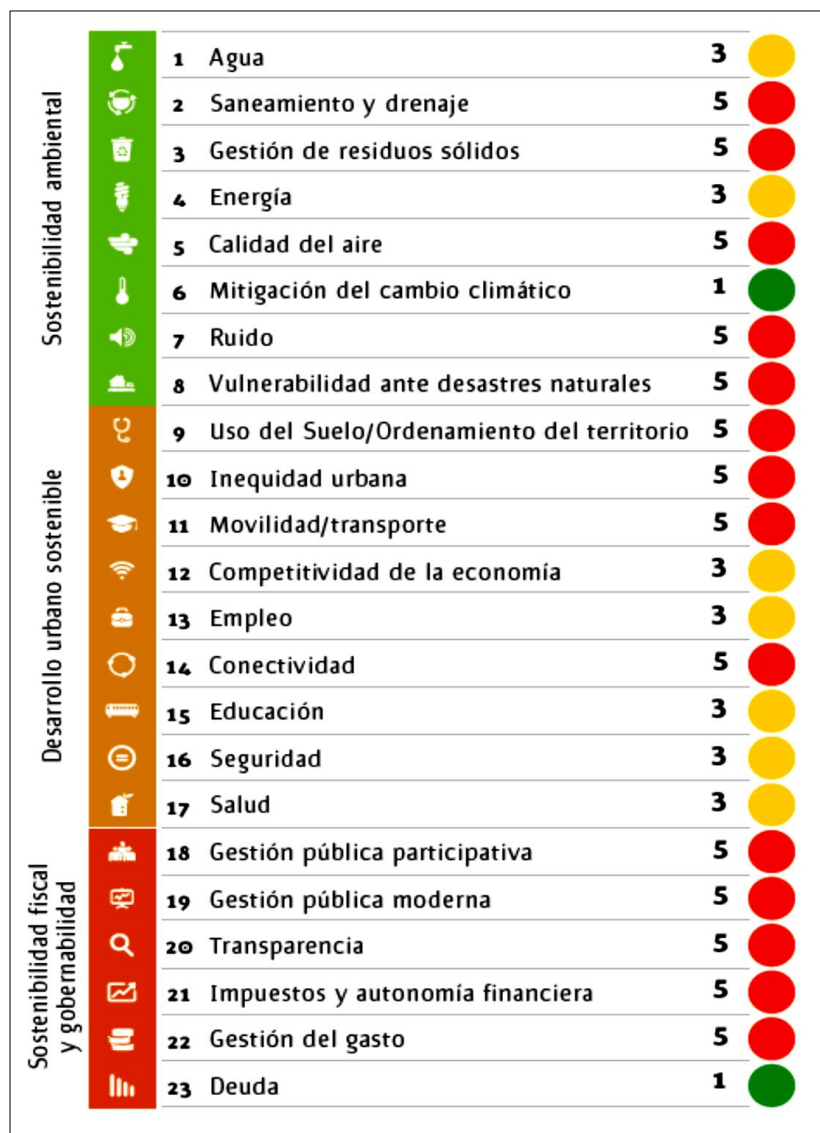 Sostenibilidad ambiental
1 Agua 3
2 Saneamiento y drenaje 5
3 Gestión de residuos sólidos 5
4 Energía 3
5 Calidad del aire 5
6 Mitigación del cambio climático 1
7 Ruido 5
8 Vulnerabilidad ante desastres naturales 5
Desarrollo urbano sostenible
9 Uso del Suelo/Ordenamiento del territorio 5
10 Inequidad urbana 5
11 Movilidad/transporte 5
12 Competitividad de la economía 3
13 Empleo 3
14 Conectividad 5
15 Educación 3
16 Seguridad 3
17 Salud 3
Sostenibilidad fiscal
y gobernabilidad
18 Gestión pública participativa 5
19 Gestión pública moderna 5
20 Transparencia 5
21 Impuestos y autonomía financiera 5
22 Gestión del gasto 5
23 Deuda 1